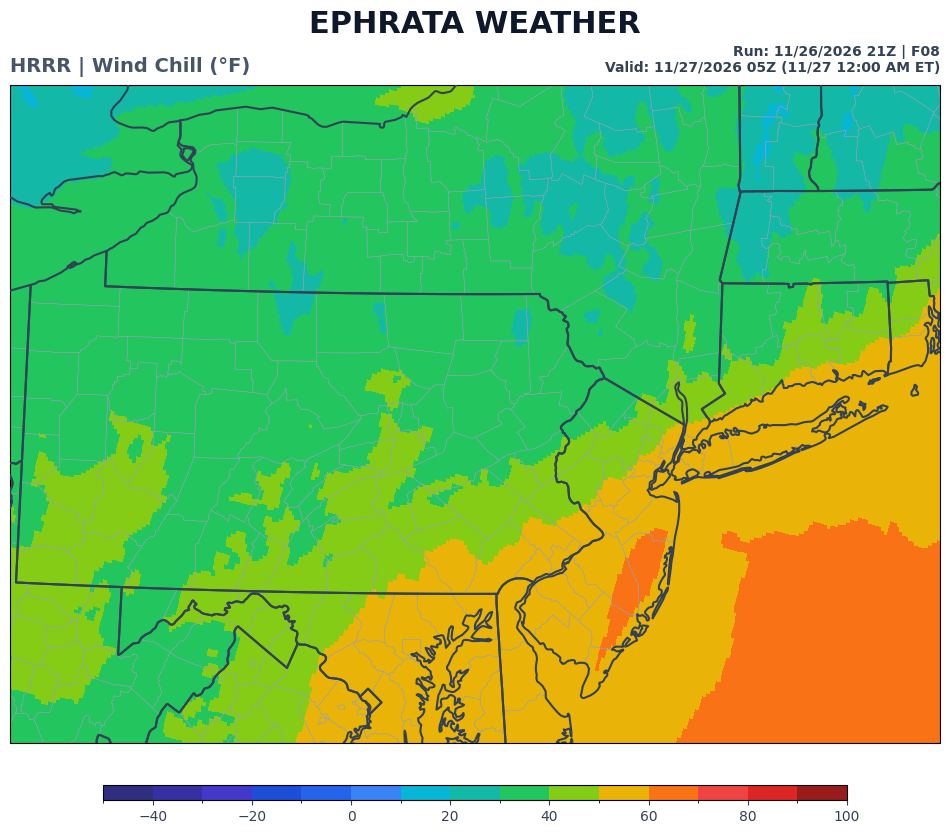 EPHRATA WEATHER
HRRR | Wind Chill (°F)
Run: 11/26/2026 21Z | F08
Valid: 11/27/2026 05Z (11/27 12:00 AM ET)
−40 −20 0 20 40 60 80 100